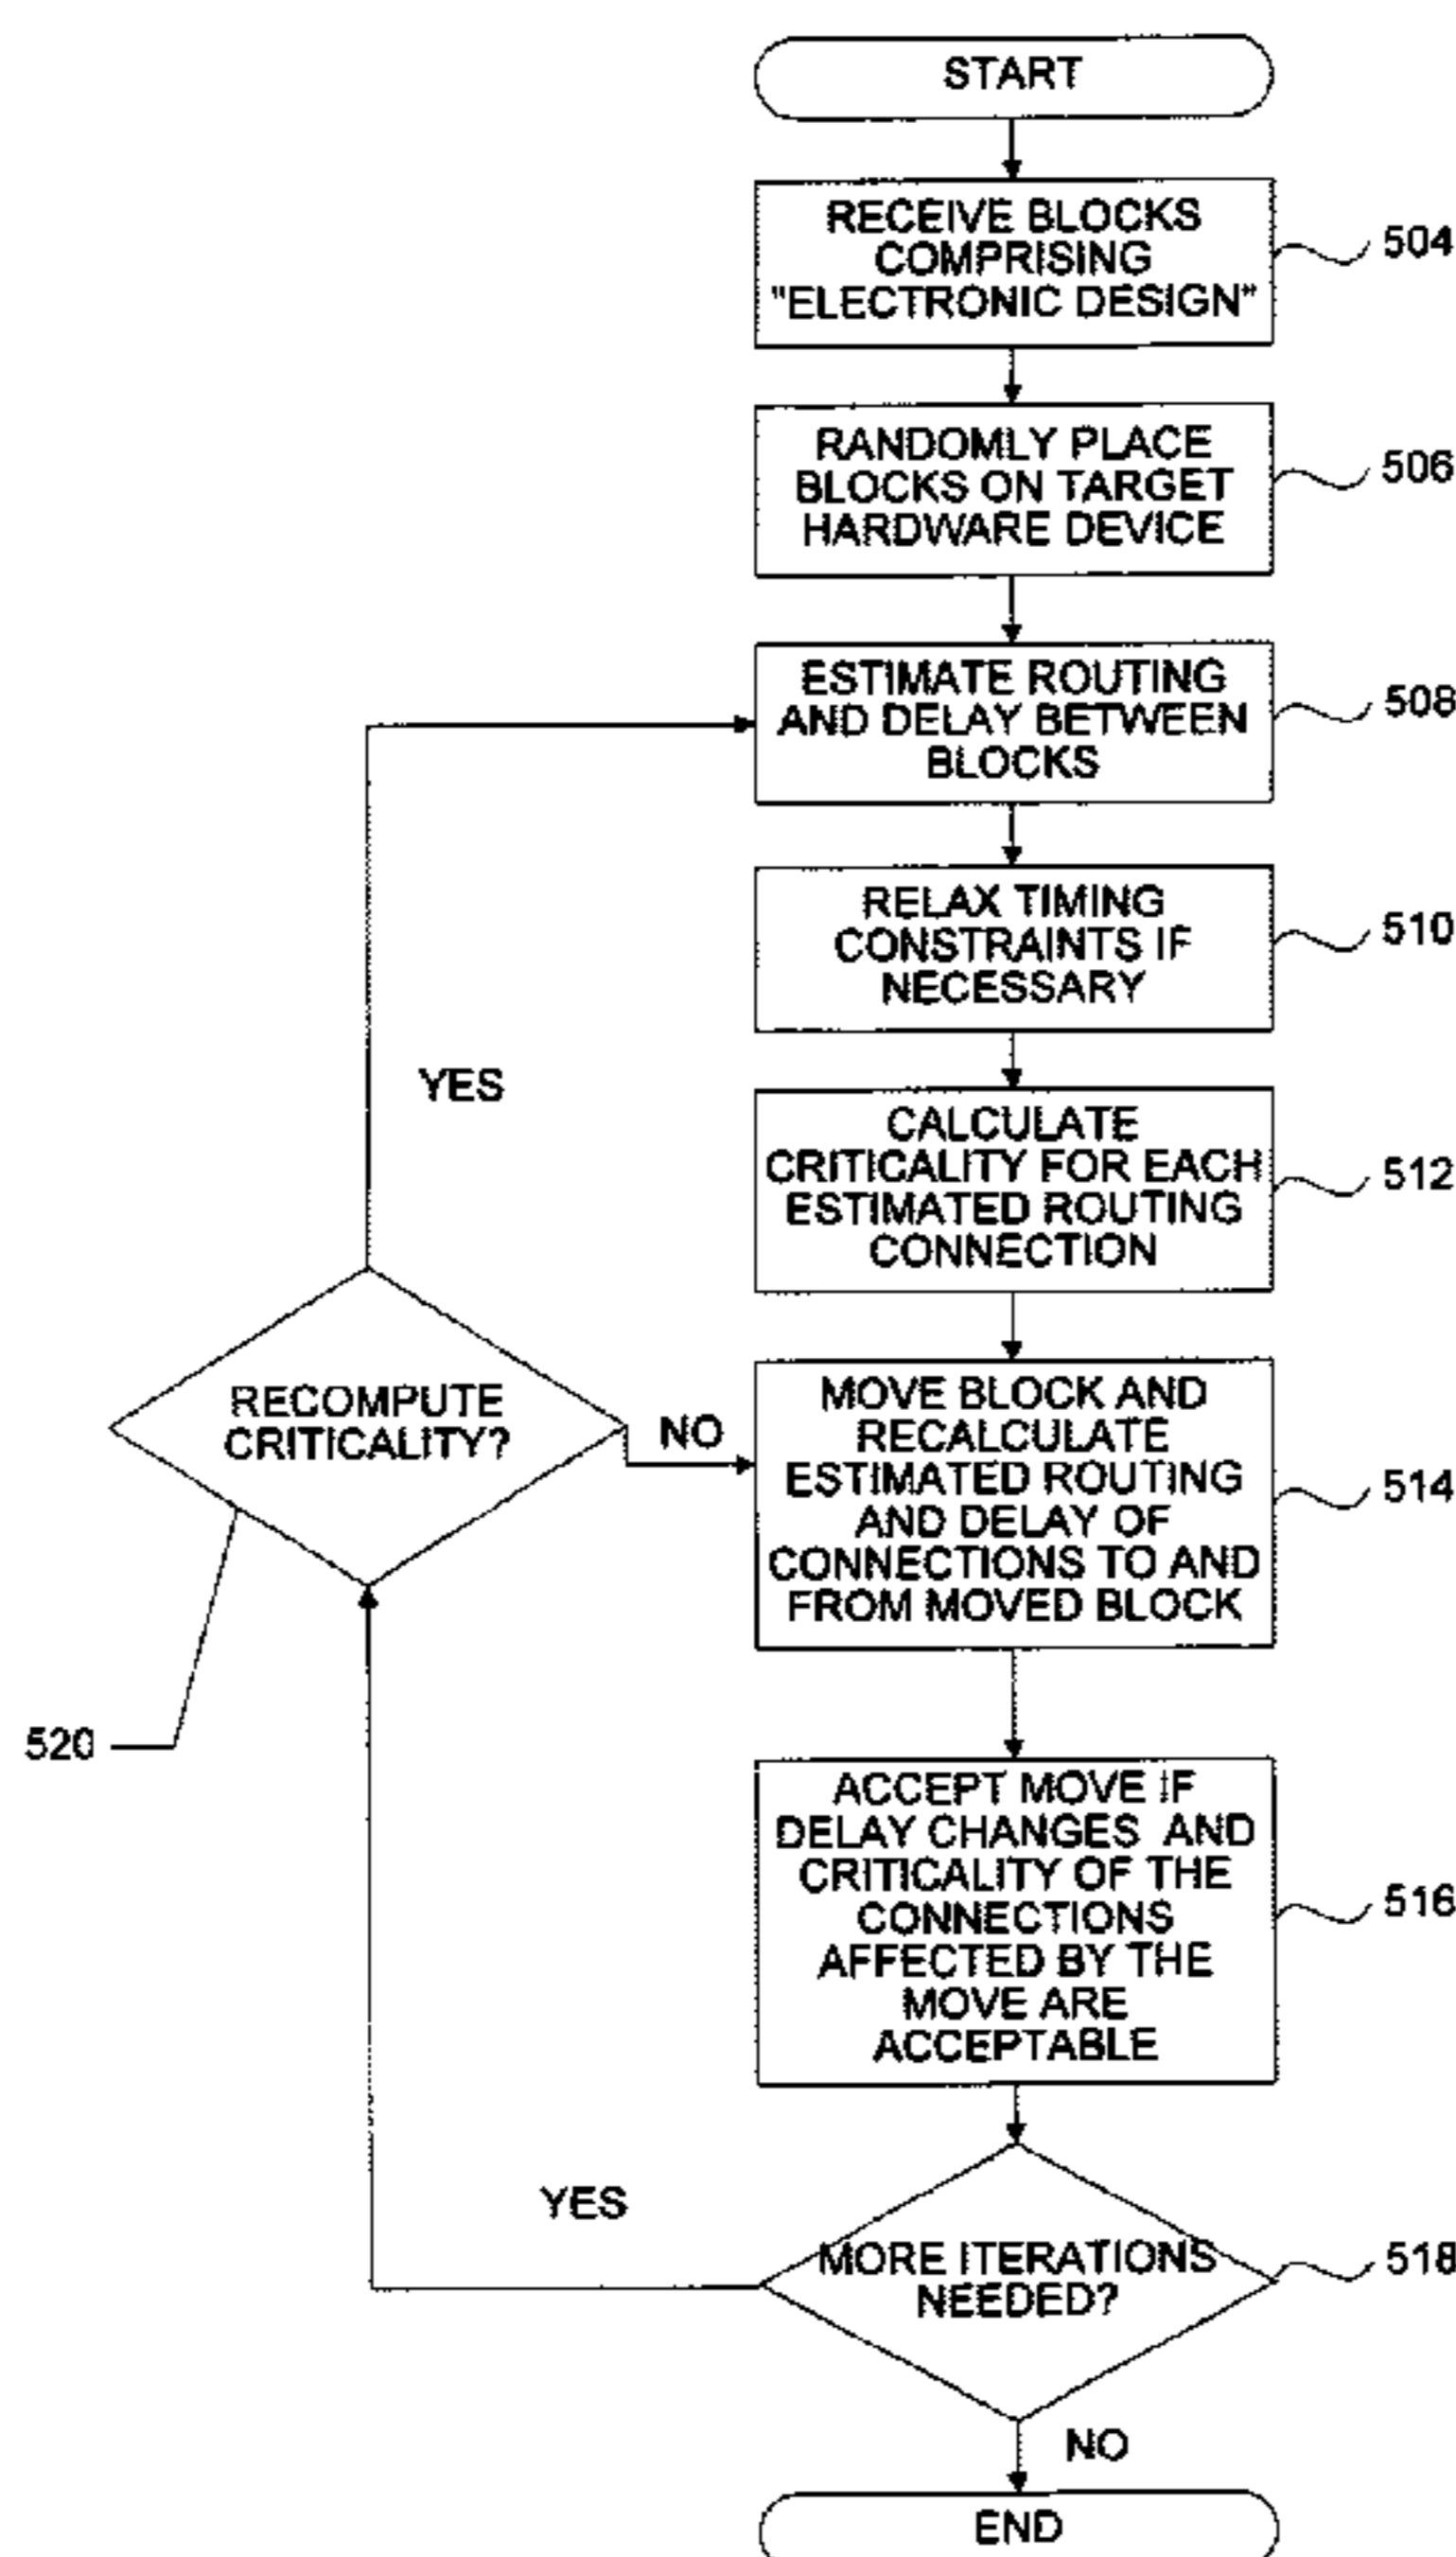 START
RECEIVE BLOCKS
COMPRISING
"ELECTRONIC DESIGN"
504
RANDOMLY PLACE
BLOCKS ON TARGET
HARDWARE DEVICE
506
ESTIMATE ROUTING
AND DELAY BETWEEN
BLOCKS
508
RELAX TIMING
CONSTRAINTS IF
NECESSARY
510
YES
CALCULATE
CRITICALITY FOR EACH
ESTIMATED ROUTING
CONNECTION
512
RECOMPUTE
CRITICALITY?
NO
MOVE BLOCK AND
RECALCULATE
ESTIMATED ROUTING
AND DELAY OF
CONNECTIONS TO AND
FROM MOVED BLOCK
514
520
ACCEPT MOVE IF
DELAY CHANGES AND
CRITICALITY OF THE
CONNECTIONS
AFFECTED BY THE
MOVE ARE
ACCEPTABLE
516
YES
MORE ITERATIONS
NEEDED?
518
NO
END